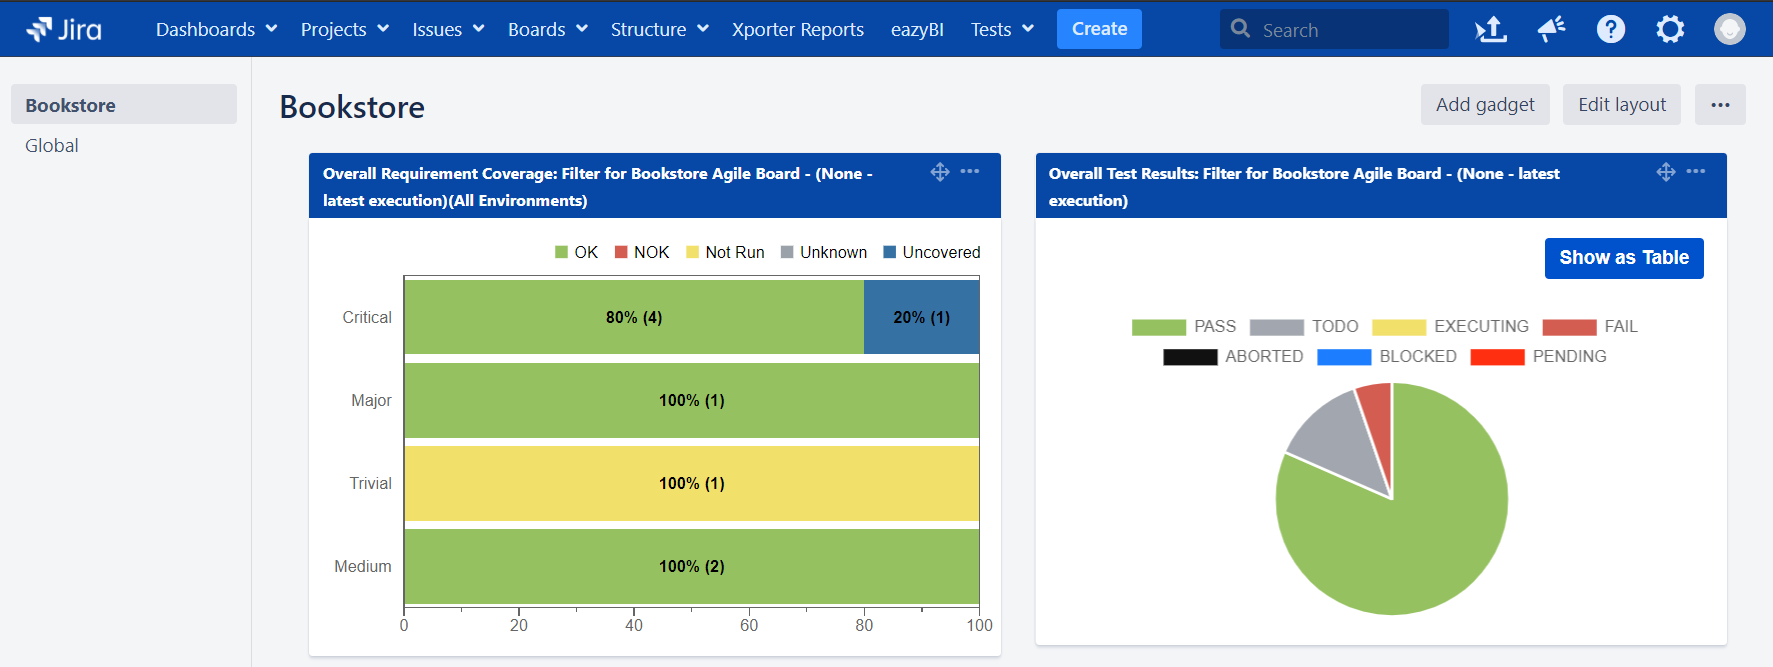 Jira Dashboards Projects Issues Boards Structure Xporter Reports eazyBI Tests Create Search ?
Bookstore
Global
Bookstore
Add gadget Edit layout ···
Overall Requirement Coverage: Filter for Bookstore Agile Board - (None -
latest execution)(All Environments)
OK NOK Not Run Unknown Uncovered
Critical 80% (4) 20% (1)
Major 100% (1)
Trivial 100% (1)
Medium 100% (2)
0 20 40 60 80 100
Overall Test Results: Filter for Bookstore Agile Board - (None - latest
execution)
Show as Table
PASS TODO EXECUTING FAIL
ABORTED BLOCKED PENDING